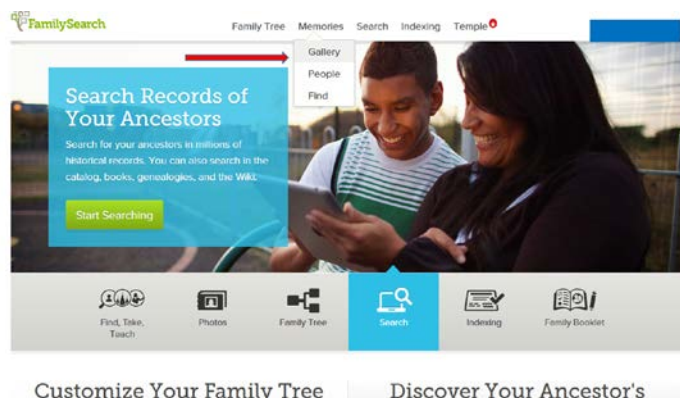 FamilySearch
Family Tree Memories Search Indexing Temple
Gallery
People
Find
Search Records of
Your Ancestors
Search for your ancestors in millions of
historical records. You can also search in the
catalog, books, genealogies, and the Wiki.
Start Searching
Find, Take,
Teach
Photos
Family Tree
Search
Indexing
Family Booklet
Customize Your Family Tree
Discover Your Ancestor's